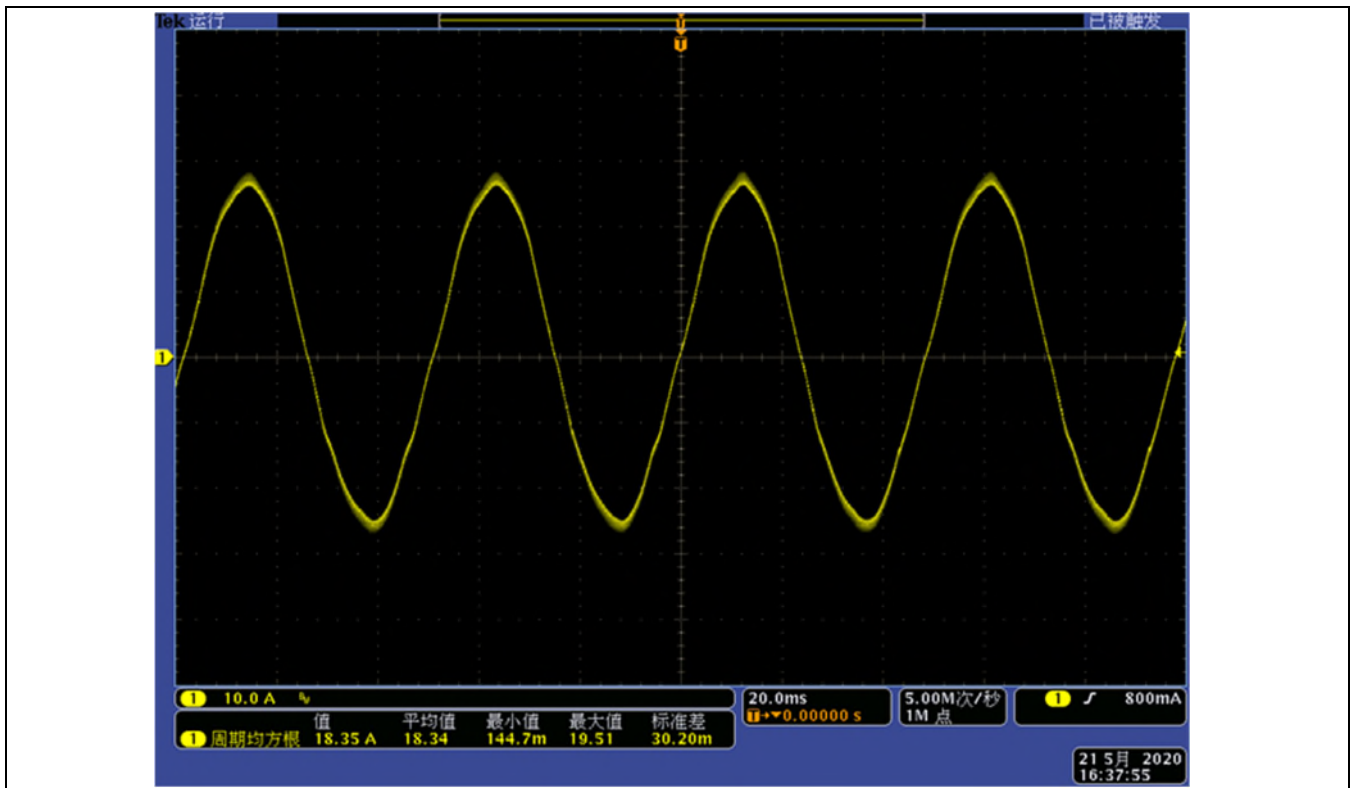 Tek 运行 已被触发
T
T
1
1 10.0 A
20.0ms
T→▼0.00000 s
5.00M次/秒
1M 点
1 800mA
值 平均值 最小值 最大值 标准差
1 周期均方根 18.35 A 18.34 144.7m 19.51 30.20m
21 5月 2020
16:37:55